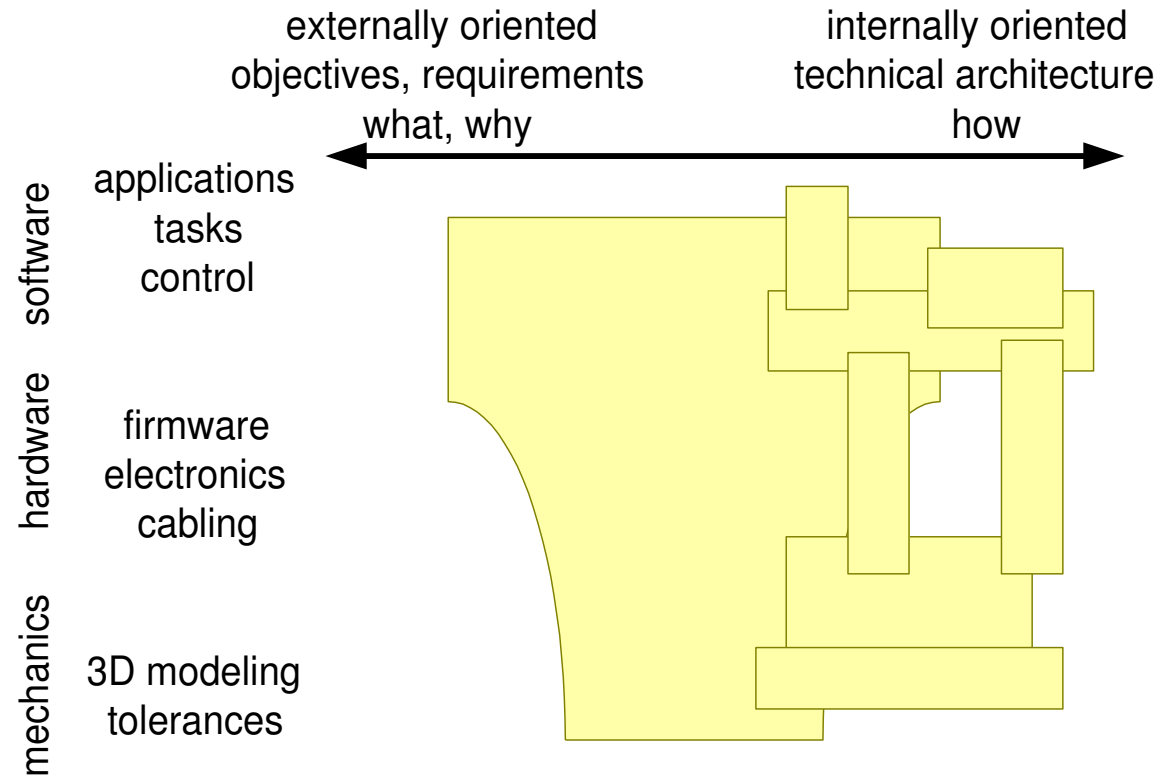 externally oriented
objectives, requirements
what, why
internally oriented
technical architecture
how
software
applications
tasks
control
hardware
firmware
electronics
cabling
mechanics
3D modeling
tolerances